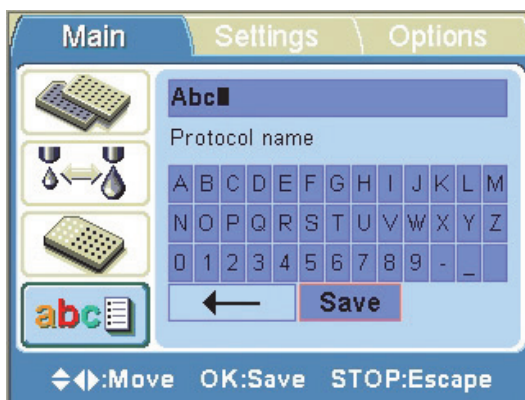 Main Settings Options
Abc
Protocol name
A B C D E F G H I J K L M
N O P Q R S T U V W X Y Z
0 1 2 3 4 5 6 7 8 9 - _
abc
Save
:Move OK:Save STOP:Escape